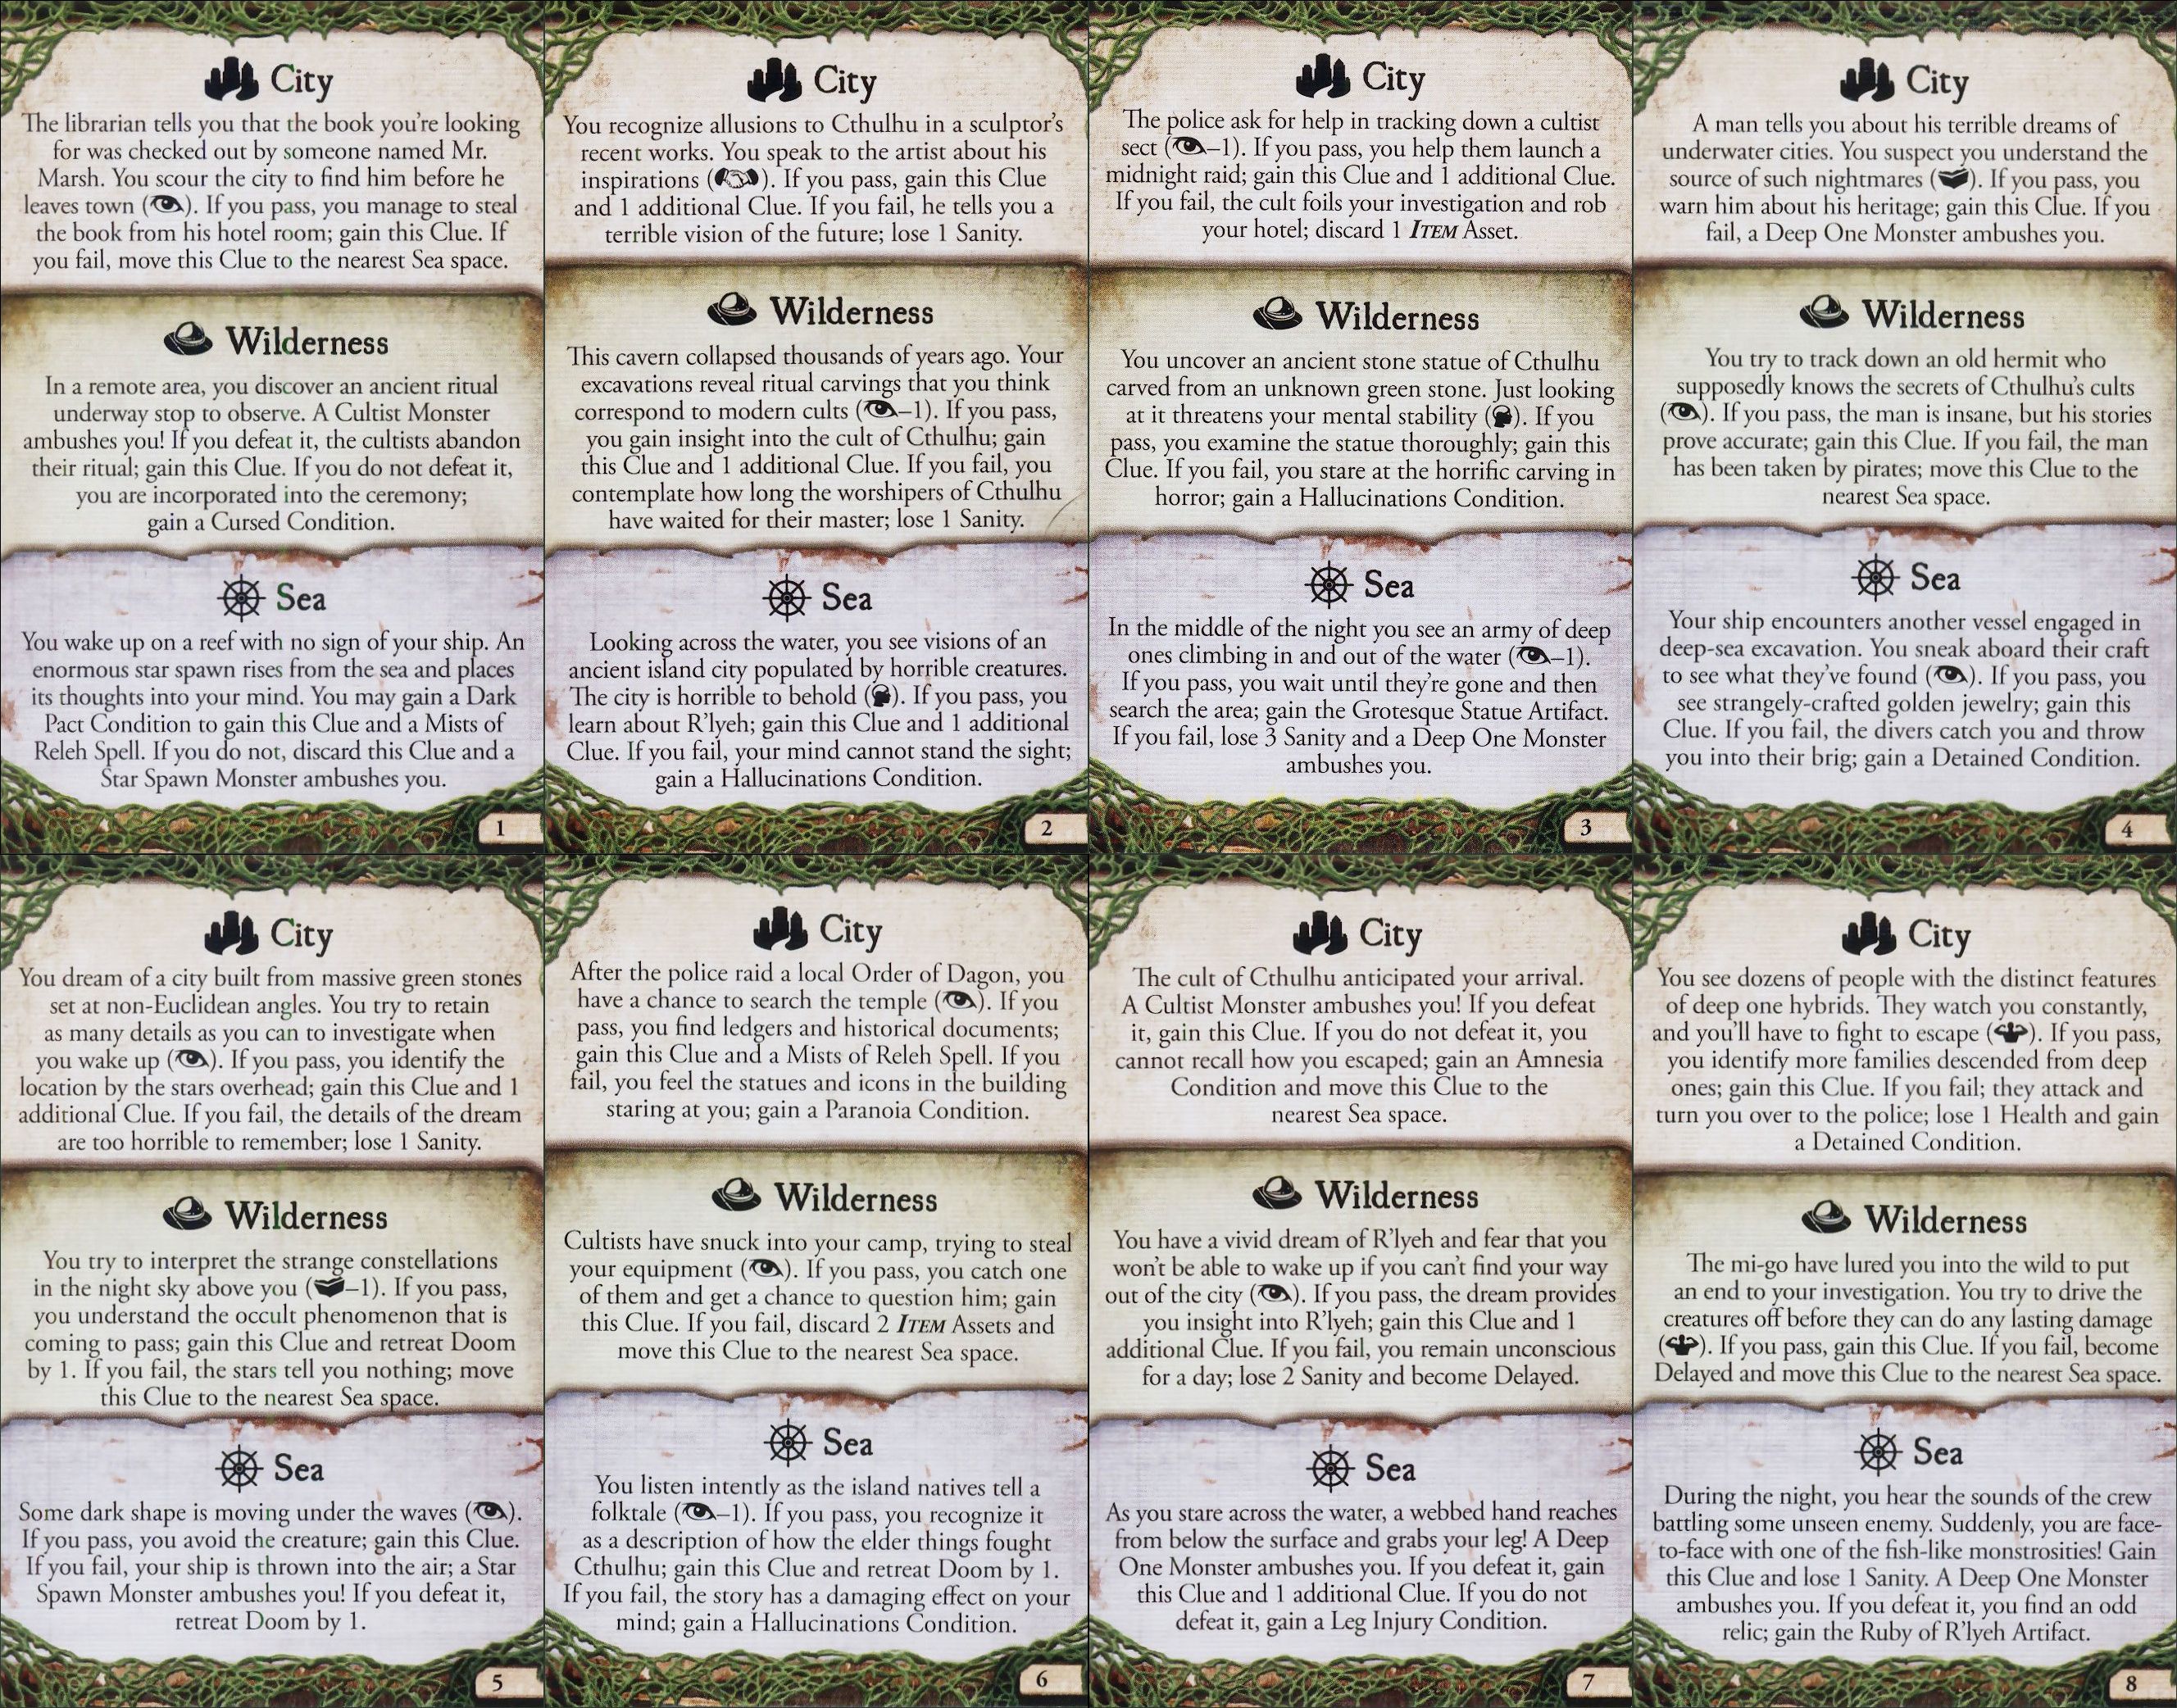 City
The librarian tells you that the book you're looking
for was checked out by someone named Mr.
Marsh. You scour the city to find him before he
leaves town (). If you pass, you manage to steal
the book from his hotel room; gain this Clue. If
you fail, move this Clue to the nearest Sea space.
Wilderness
In a remote area, you discover an ancient ritual
underway stop to observe. A Cultist Monster
ambushes you! If you defeat it, the cultists abandon
their ritual; gain this Clue. If you do not defeat it,
you are incorporated into the ceremony;
gain a Cursed Condition.
Sea
You wake up on a reef with no sign of your ship. An
enormous star spawn rises from the sea and places
its thoughts into your mind. You may gain a Dark
Pact Condition to gain this Clue and a Mists of
Releh Spell. If you do not, discard this Clue and a
Star Spawn Monster ambushes you.
1
City
You recognize allusions to Cthulhu in a sculptor's
recent works. You speak to the artist about his
inspirations (). If you pass, gain this Clue
and 1 additional Clue. If you fail, he tells you a
terrible vision of the future; lose 1 Sanity.
Wilderness
This cavern collapsed thousands of years ago. Your
excavations reveal ritual carvings that you think
correspond to modern cults (–1). If you pass,
you gain insight into the cult of Cthulhu; gain
this Clue and 1 additional Clue. If you fail, you
contemplate how long the worshipers of Cthulhu
have waited for their master; lose 1 Sanity.
Sea
Looking across the water, you see visions of an
ancient island city populated by horrible creatures.
The city is horrible to behold (). If you pass, you
learn about R'lyeh; gain this Clue and 1 additional
Clue. If you fail, your mind cannot stand the sight;
gain a Hallucinations Condition.
2
City
The police ask for help in tracking down a cultist
sect (–1). If you pass, you help them launch a
midnight raid; gain this Clue and 1 additional Clue.
If you fail, the cult foils your investigation and rob
your hotel; discard 1 ITEM Asset.
Wilderness
You uncover an ancient stone statue of Cthulhu
carved from an unknown green stone. Just looking
at it threatens your mental stability (). If you
pass, you examine the statue thoroughly; gain this
Clue. If you fail, you stare at the horrific carving in
horror; gain a Hallucinations Condition.
Sea
In the middle of the night you see an army of deep
ones climbing in and out of the water (–1).
If you pass, you wait until they're gone and then
search the area; gain the Grotesque Statue Artifact.
If you fail, lose 3 Sanity and a Deep One Monster
ambushes you.
3
City
A man tells you about his terrible dreams of
underwater cities. You suspect you understand the
source of such nightmares (). If you pass, you
warn him about his heritage; gain this Clue. If you
fail, a Deep One Monster ambushes you.
Wilderness
You try to track down an old hermit who
supposedly knows the secrets of Cthulhu's cults
(). If you pass, the man is insane, but his stories
prove accurate; gain this Clue. If you fail, the man
has been taken by pirates; move this Clue to the
nearest Sea space.
Sea
Your ship encounters another vessel engaged in
deep-sea excavation. You sneak aboard their craft
to see what they've found (). If you pass, you
see strangely-crafted golden jewelry; gain this
Clue. If you fail, the divers catch you and throw
you into their brig; gain a Detained Condition.
4
City
You dream of a city built from massive green stones
set at non-Euclidean angles. You try to retain
as many details as you can to investigate when
you wake up (). If you pass, you identify the
location by the stars overhead; gain this Clue and 1
additional Clue. If you fail, the details of the dream
are too horrible to remember; lose 1 Sanity.
Wilderness
You try to interpret the strange constellations
in the night sky above you (–1). If you pass,
you understand the occult phenomenon that is
coming to pass; gain this Clue and retreat Doom
by 1. If you fail, the stars tell you nothing; move
this Clue to the nearest Sea space.
Sea
Some dark shape is moving under the waves ().
If you pass, you avoid the creature; gain this Clue.
If you fail, your ship is thrown into the air; a Star
Spawn Monster ambushes you! If you defeat it,
retreat Doom by 1.
5
City
After the police raid a local Order of Dagon, you
have a chance to search the temple (). If you
pass, you find ledgers and historical documents;
gain this Clue and a Mists of Releh Spell. If you
fail, you feel the statues and icons in the building
staring at you; gain a Paranoia Condition.
Wilderness
Cultists have snuck into your camp, trying to steal
your equipment (). If you pass, you catch one
of them and get a chance to question him; gain
this Clue. If you fail, discard 2 ITEM Assets and
move this Clue to the nearest Sea space.
Sea
You listen intently as the island natives tell a
folktale (–1). If you pass, you recognize it
as a description of how the elder things fought
Cthulhu; gain this Clue and retreat Doom by 1.
If you fail, the story has a damaging effect on your
mind; gain a Hallucinations Condition.
6
City
The cult of Cthulhu anticipated your arrival.
A Cultist Monster ambushes you! If you defeat
it, gain this Clue. If you do not defeat it, you
cannot recall how you escaped; gain an Amnesia
Condition and move this Clue to the
nearest Sea space.
Wilderness
You have a vivid dream of R'lyeh and fear that you
won't be able to wake up if you can't find your way
out of the city (). If you pass, the dream provides
you insight into R'lyeh; gain this Clue and 1
additional Clue. If you fail, you remain unconscious
for a day; lose 2 Sanity and become Delayed.
Sea
As you stare across the water, a webbed hand reaches
from below the surface and grabs your leg! A Deep
One Monster ambushes you. If you defeat it, gain
this Clue and 1 additional Clue. If you do not
defeat it, gain a Leg Injury Condition.
7
City
You see dozens of people with the distinct features
of deep one hybrids. They watch you constantly,
and you'll have to fight to escape (). If you pass,
you identify more families descended from deep
ones; gain this Clue. If you fail; they attack and
turn you over to the police; lose 1 Health and gain
a Detained Condition.
Wilderness
The mi-go have lured you into the wild to put
an end to your investigation. You try to drive the
creatures off before they can do any lasting damage
(). If you pass, gain this Clue. If you fail, become
Delayed and move this Clue to the nearest Sea space.
Sea
During the night, you hear the sounds of the crew
battling some unseen enemy. Suddenly, you are face-
to-face with one of the fish-like monstrosities! Gain
this Clue and lose 1 Sanity. A Deep One Monster
ambushes you. If you defeat it, you find an odd
relic; gain the Ruby of R'lyeh Artifact.
8